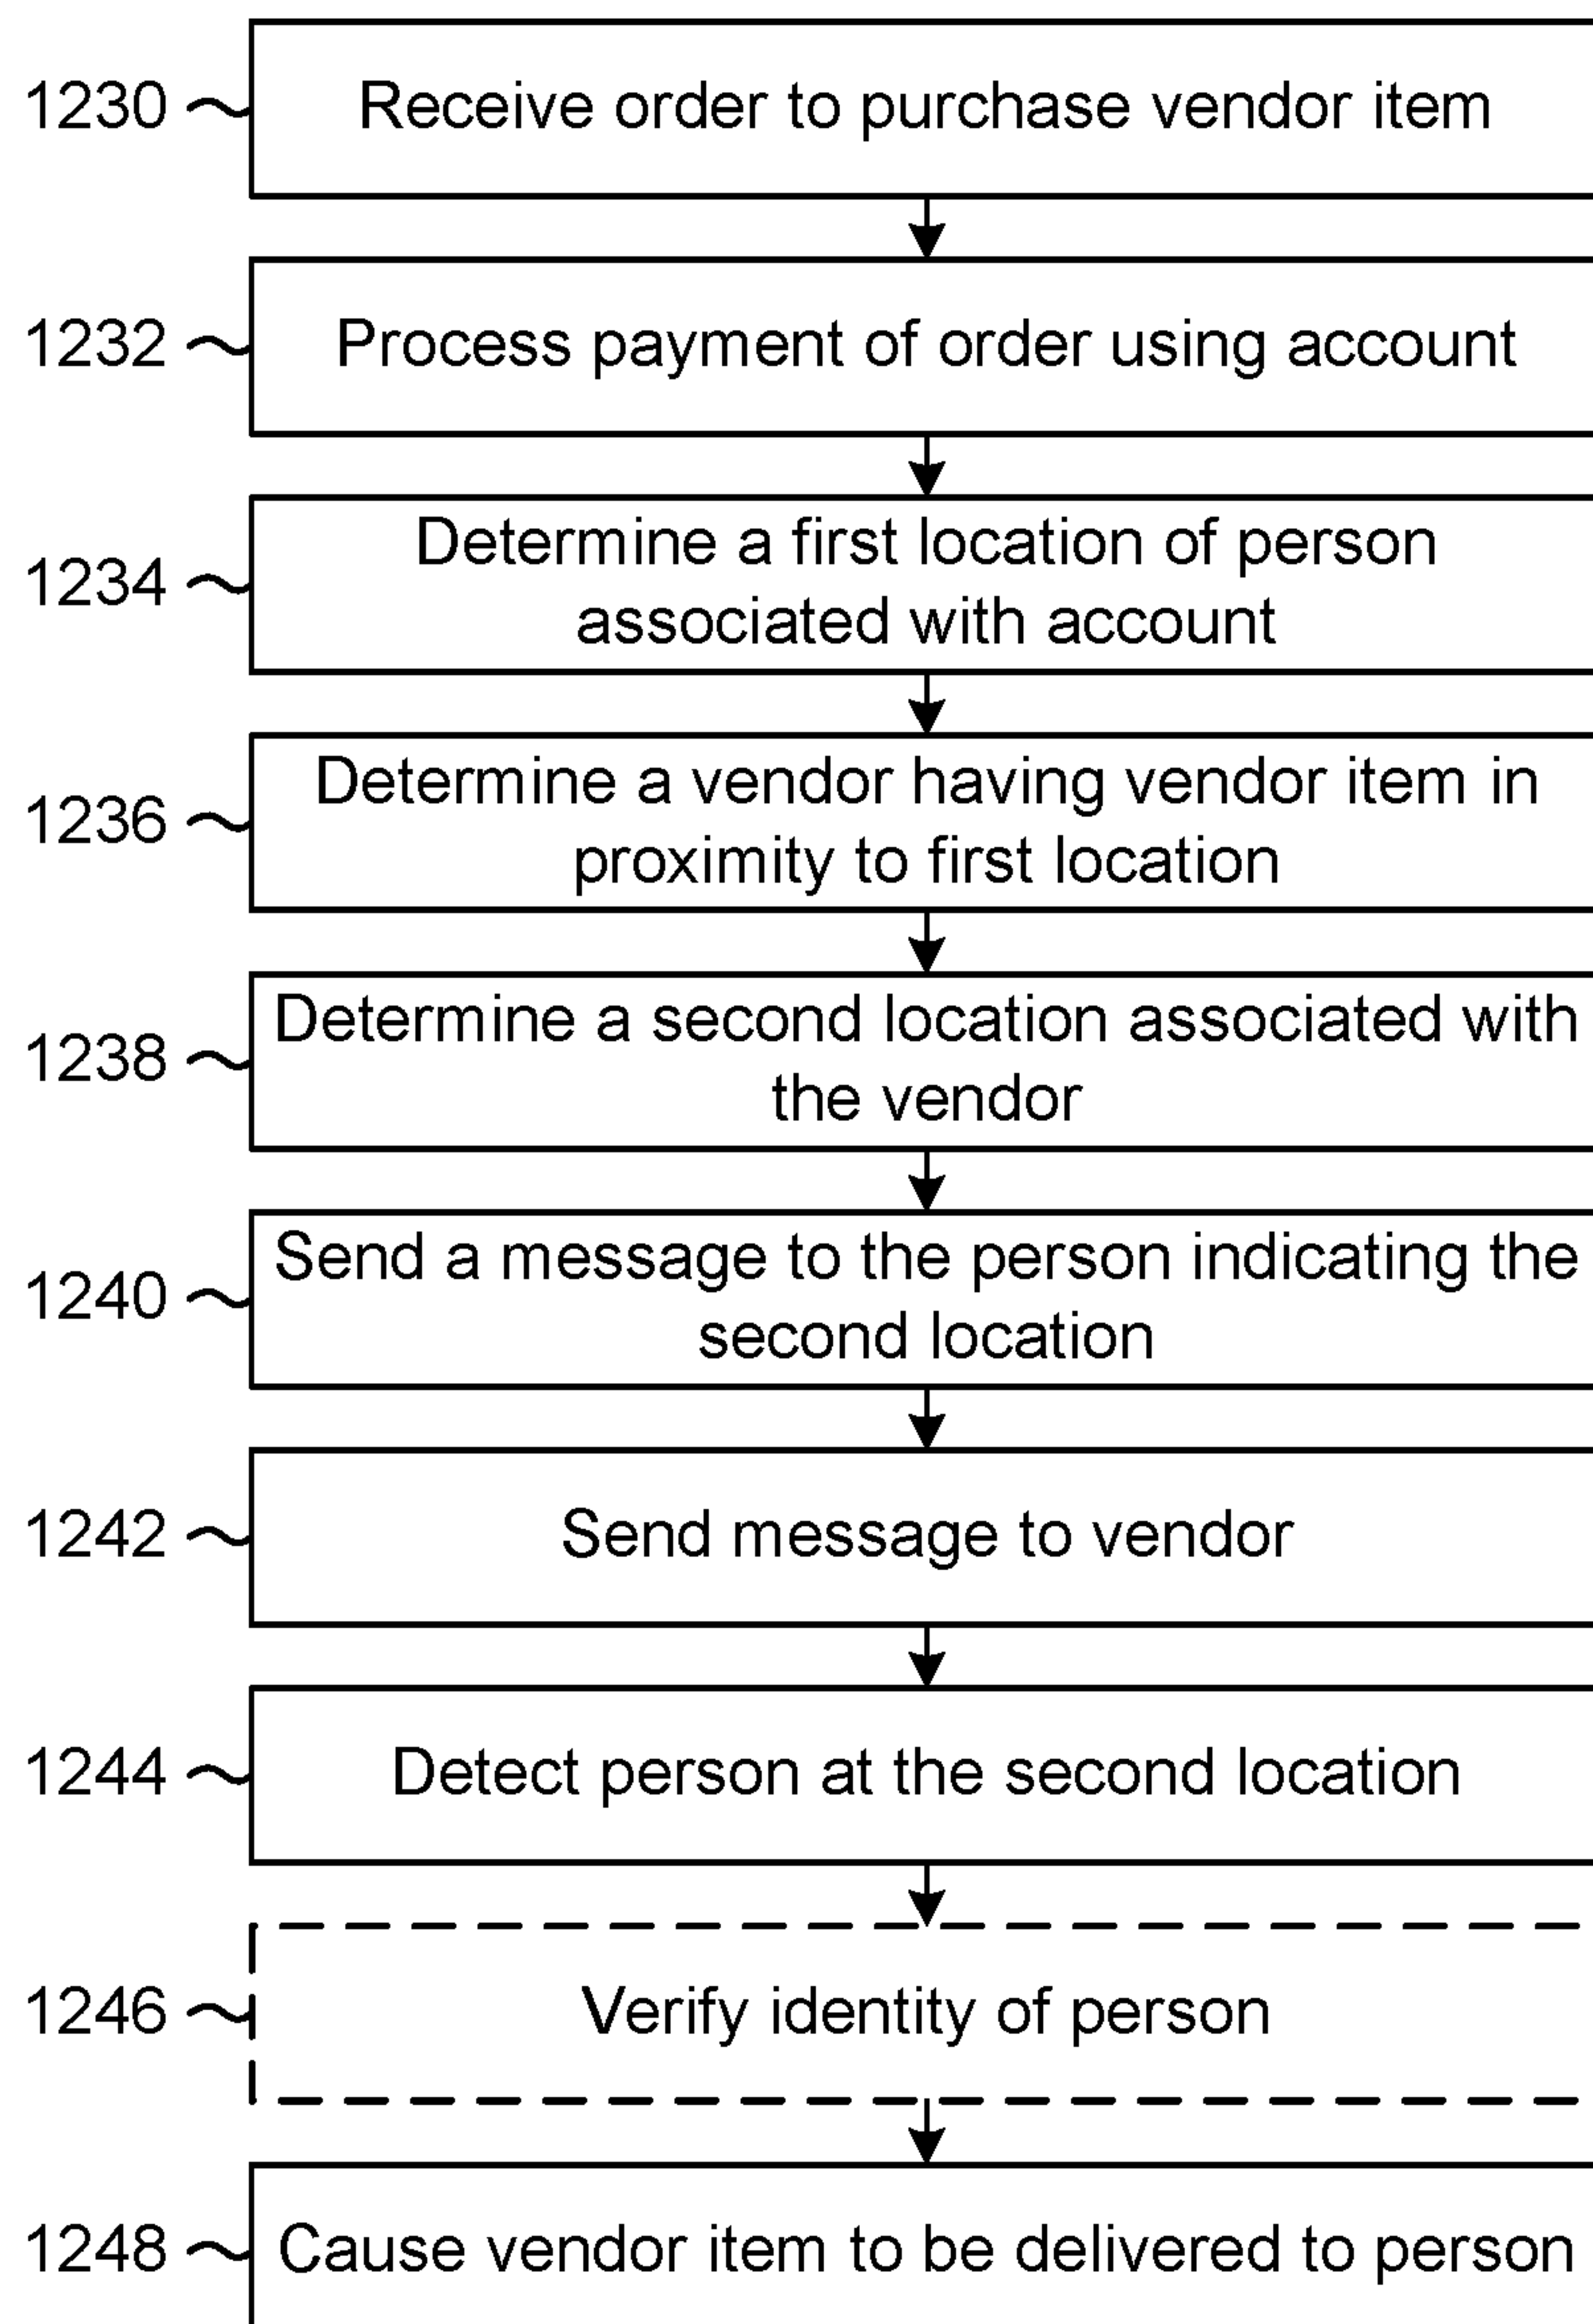 1230 Receive order to purchase vendor item
1232 Process payment of order using account
1234 Determine a first location of person
associated with account
1236 Determine a vendor having vendor item in
proximity to first location
1238 Determine a second location associated with
the vendor
1240 Send a message to the person indicating the
second location
1242 Send message to vendor
1244 Detect person at the second location
1246 Verify identity of person
1248 Cause vendor item to be delivered to person